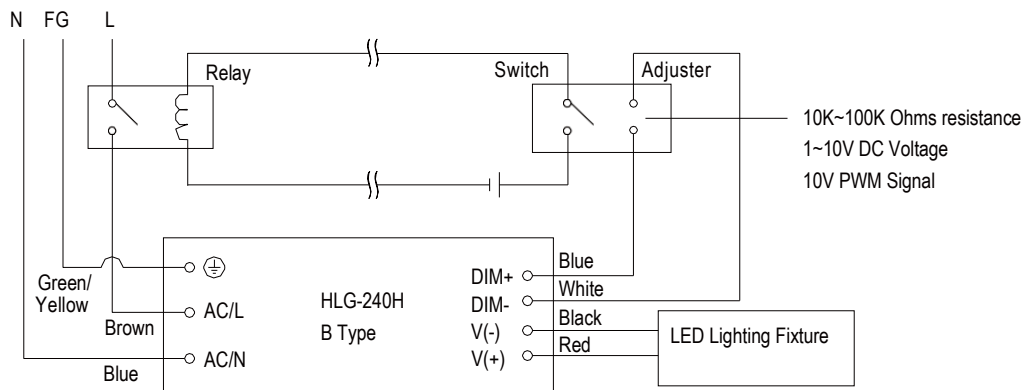 N FG L
Relay
Switch
Adjuster
10K~100K Ohms resistance
1~10V DC Voltage
10V PWM Signal
Green/
Yellow
Brown
Blue
AC/L
AC/N
HLG-240H
B Type
DIM+
DIM-
V(-)
V(+)
Blue
White
Black
Red
LED Lighting Fixture